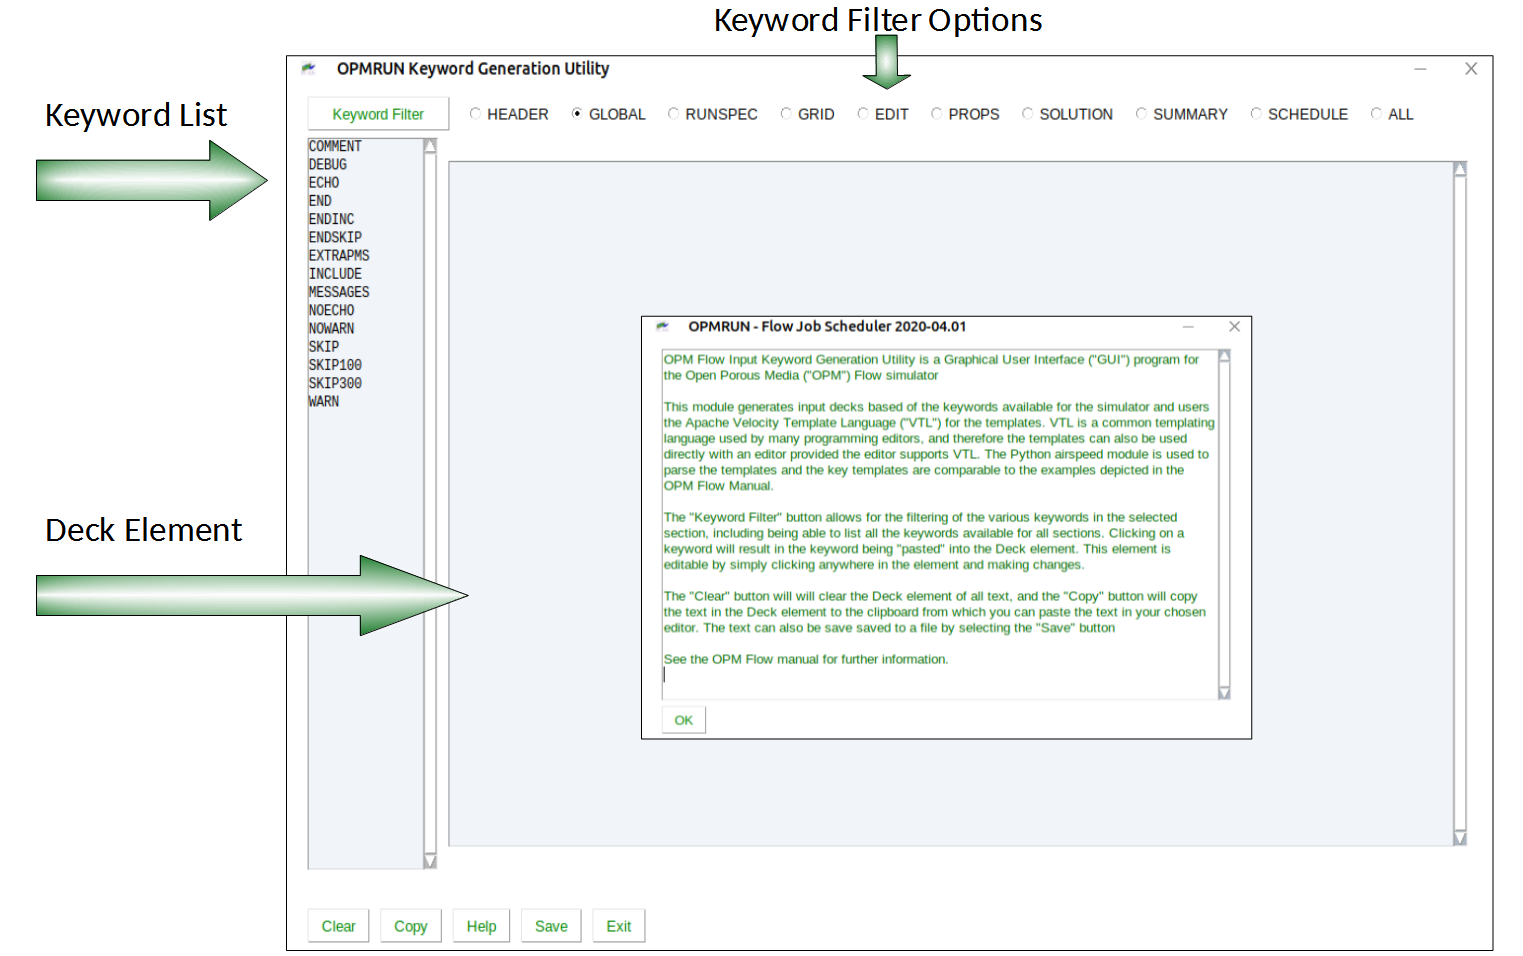 Keyword Filter Options
OPMRUN Keyword Generation Utility
Keyword List
Keyword Filter
HEADER GLOBAL RUNSPEC GRID EDIT PROPS SOLUTION SUMMARY SCHEDULE ALL
COMMENT
DEBUG
ECHO
END
ENDINC
ENDSKIP
EXTRAPMS
INCLUDE
MESSAGES
NOECHO
NOWARN
SKIP
SKIP100
SKIP300
WARN
Deck Element
OPMRUN - Flow Job Scheduler 2020-04.01
OPM Flow Input Keyword Generation Utility is a Graphical User Interface ("GUI") program for
the Open Porous Media ("OPM") Flow simulator
This module generates input decks based of the keywords available for the simulator and users
the Apache Velocity Template Language ("VTL") for the templates. VTL is a common templating
language used by many programming editors, and therefore the templates can also be used
directly with an editor provided the editor supports VTL. The Python airspeed module is used to
parse the templates and the key templates are comparable to the examples depicted in the
OPM Flow Manual.
The "Keyword Filter" button allows for the filtering of the various keywords in the selected
section, including being able to list all the keywords available for all sections. Clicking on a
keyword will result in the keyword being "pasted" into the Deck element. This element is
editable by simply clicking anywhere in the element and making changes.
The "Clear" button will will clear the Deck element of all text, and the "Copy" button will copy
the text in the Deck element to the clipboard from which you can paste the text in your chosen
editor. The text can also be save saved to a file by selecting the "Save" button
See the OPM Flow manual for further information.
OK
Clear Copy Help Save Exit